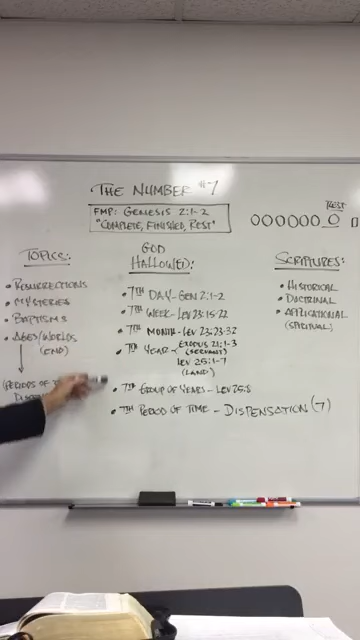 THE NUMBER #7
FMP: GENESIS 2:1-2
"COMPLETE, FINISHED, REST"
REST
OOOOOO O
TOPICS:
• RESURRECTIONS
• MYSTERIES
• BAPTISMS
• AGES/WORLDS
(END)
(PERIODS OF
GOD
HALLOWED:
• 7TH DAY - GEN 2:1-2
• 7TH WEEK - LEV 23:15-22
• 7TH MONTH - LEV 23:23-32
• 7TH YEAR - (EXODUS 21:1-3
(SERVANT)
LEV 25:1-7
(LAND)
• 7TH GROUP OF YEARS - LEV 25:8
• 7TH PERIOD OF TIME - DISPENSATION (7)
SCRIPTURES:
• HISTORICAL
• DOCTRINAL
• APPLICATIONAL
(SPIRITUAL)